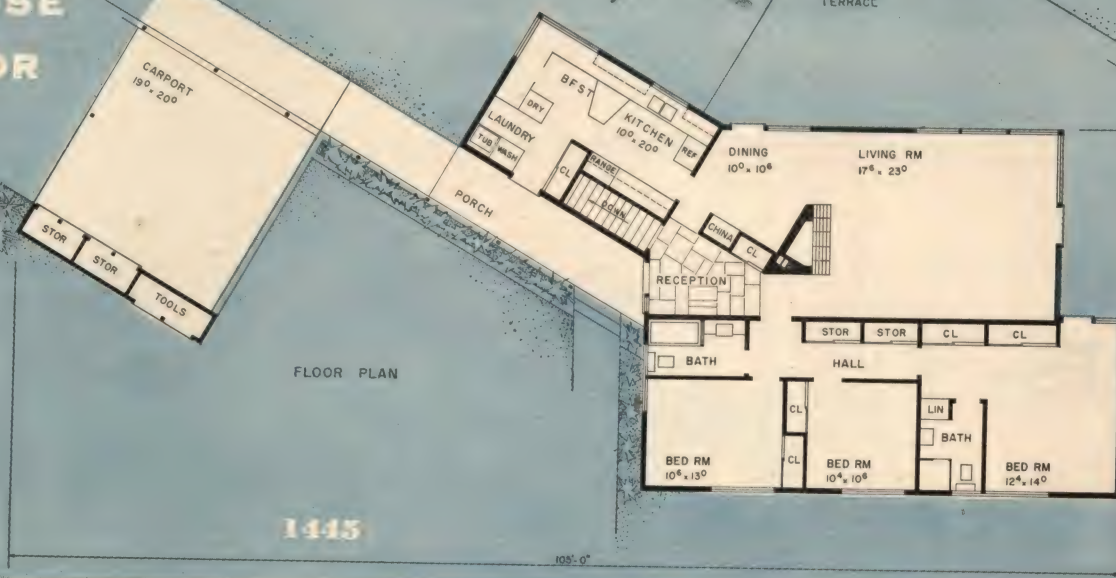 SE
OR
TERRACE
CARPORT
19⁰ x 20⁰
STOR
STOR
TOOLS
BFST
DRY
LAUNDRY
TUB
WASH
KITCHEN
10⁰ x 20⁰
REF
CL
RANGE
DOWN
PORCH
DINING
10⁰ x 10⁶
LIVING RM
17⁶ x 23⁰
CHINA
CL
RECEPTION
STOR
STOR
CL
CL
BATH
HALL
FLOOR PLAN
CL
CL
LIN
BATH
BED RM
10⁶ x 13⁰
BED RM
10⁴ x 10⁶
BED RM
12⁴ x 14⁰
1445
105'-0"